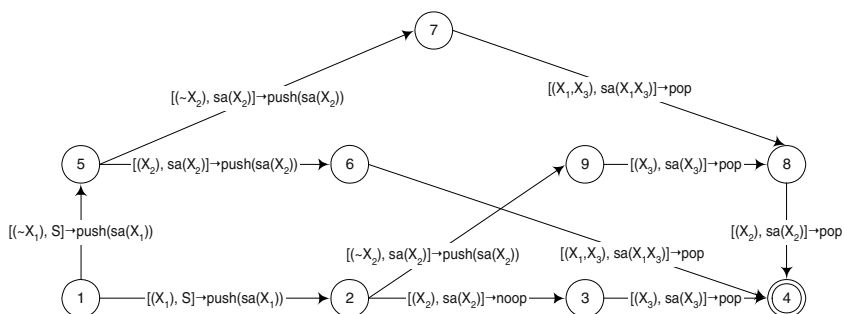 7
[(~X₂), sa(X₂)]→push(sa(X₂))
[(X₁,X₃), sa(X₁X₃)]→pop
5
[(X₂), sa(X₂)]→push(sa(X₂))
6
9
[(X₃), sa(X₃)]→pop
8
[(~X₁), S]→push(sa(X₁))
[(~X₂), sa(X₂)]→push(sa(X₂))
[(X₁,X₃), sa(X₁X₃)]→pop
[(X₂), sa(X₂)]→pop
1
[(X₁), S]→push(sa(X₁))
2
[(X₂), sa(X₂)]→noop
3
[(X₃), sa(X₃)]→pop
4